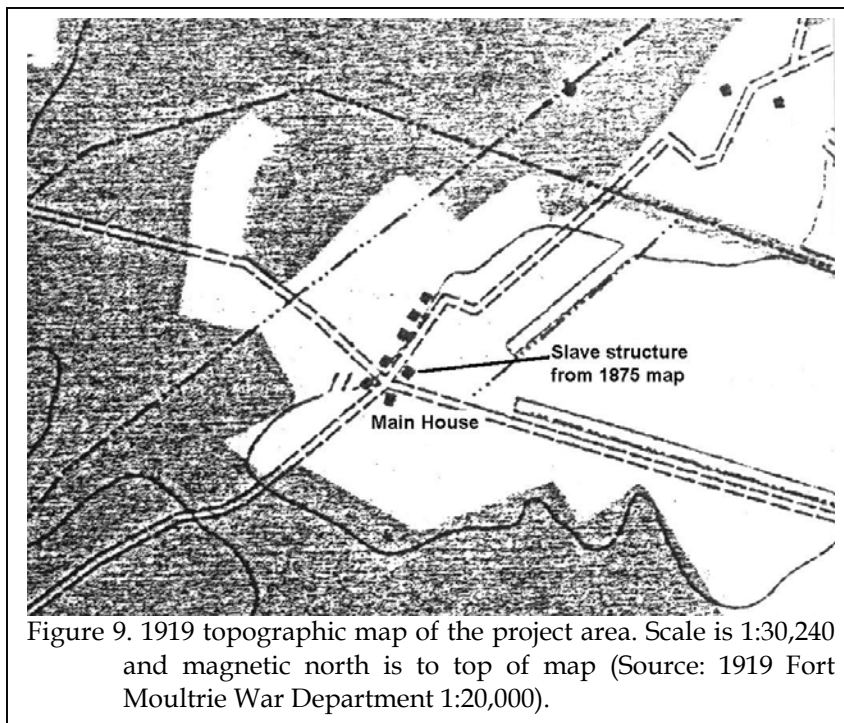 Slave structure
from 1875 map
Main House
Figure 9. 1919 topographic map of the project area. Scale is 1:30,240
and magnetic north is to top of map (Source: 1919 Fort
Moultrie War Department 1:20,000).